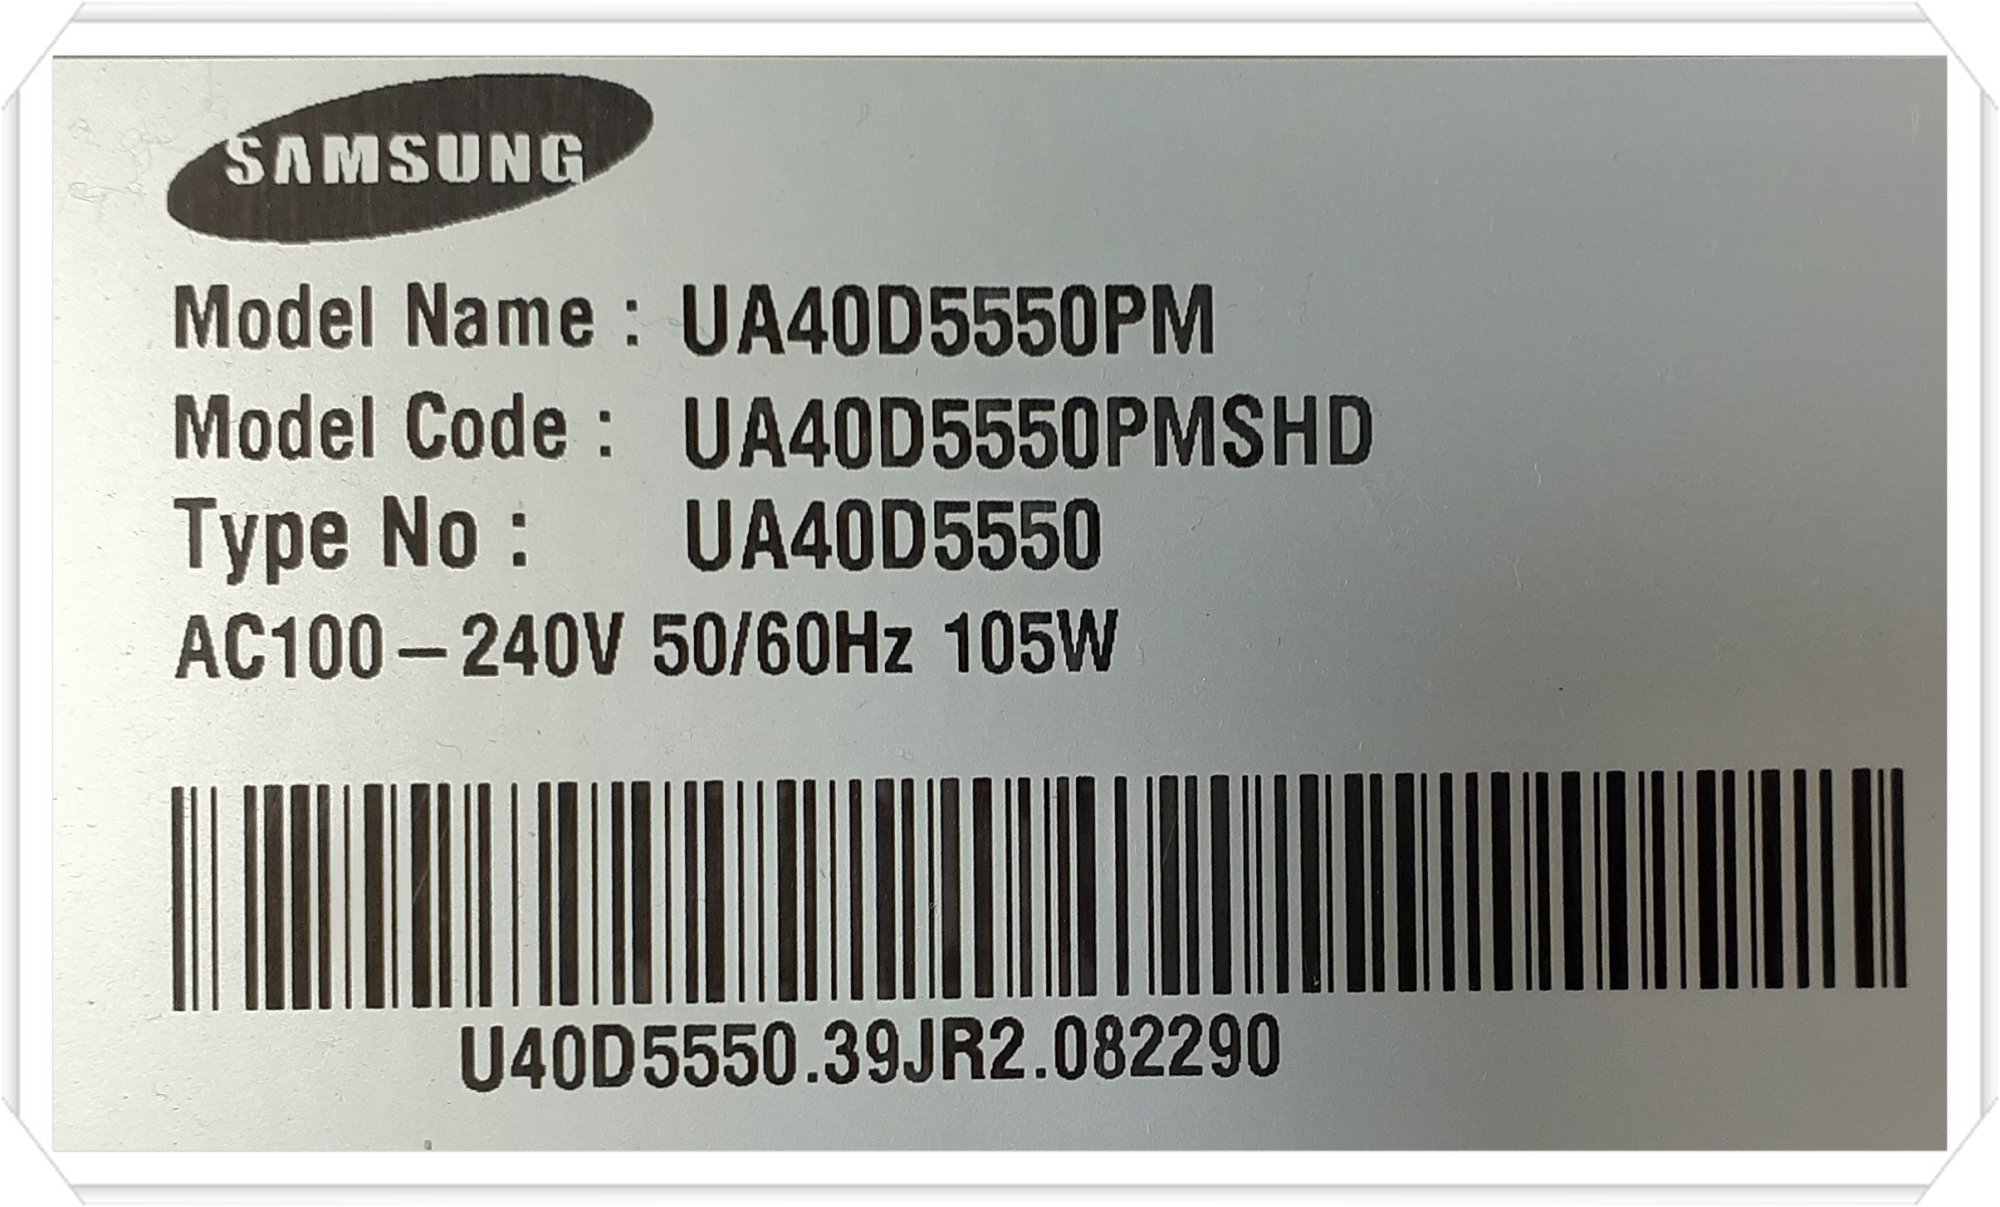 SAMSUNG
Model Name : UA40D5550PM
Model Code : UA40D5550PMSHD
Type No : UA40D5550
AC100-240V 50/60Hz 105W
U40D5550.39JR2.082290